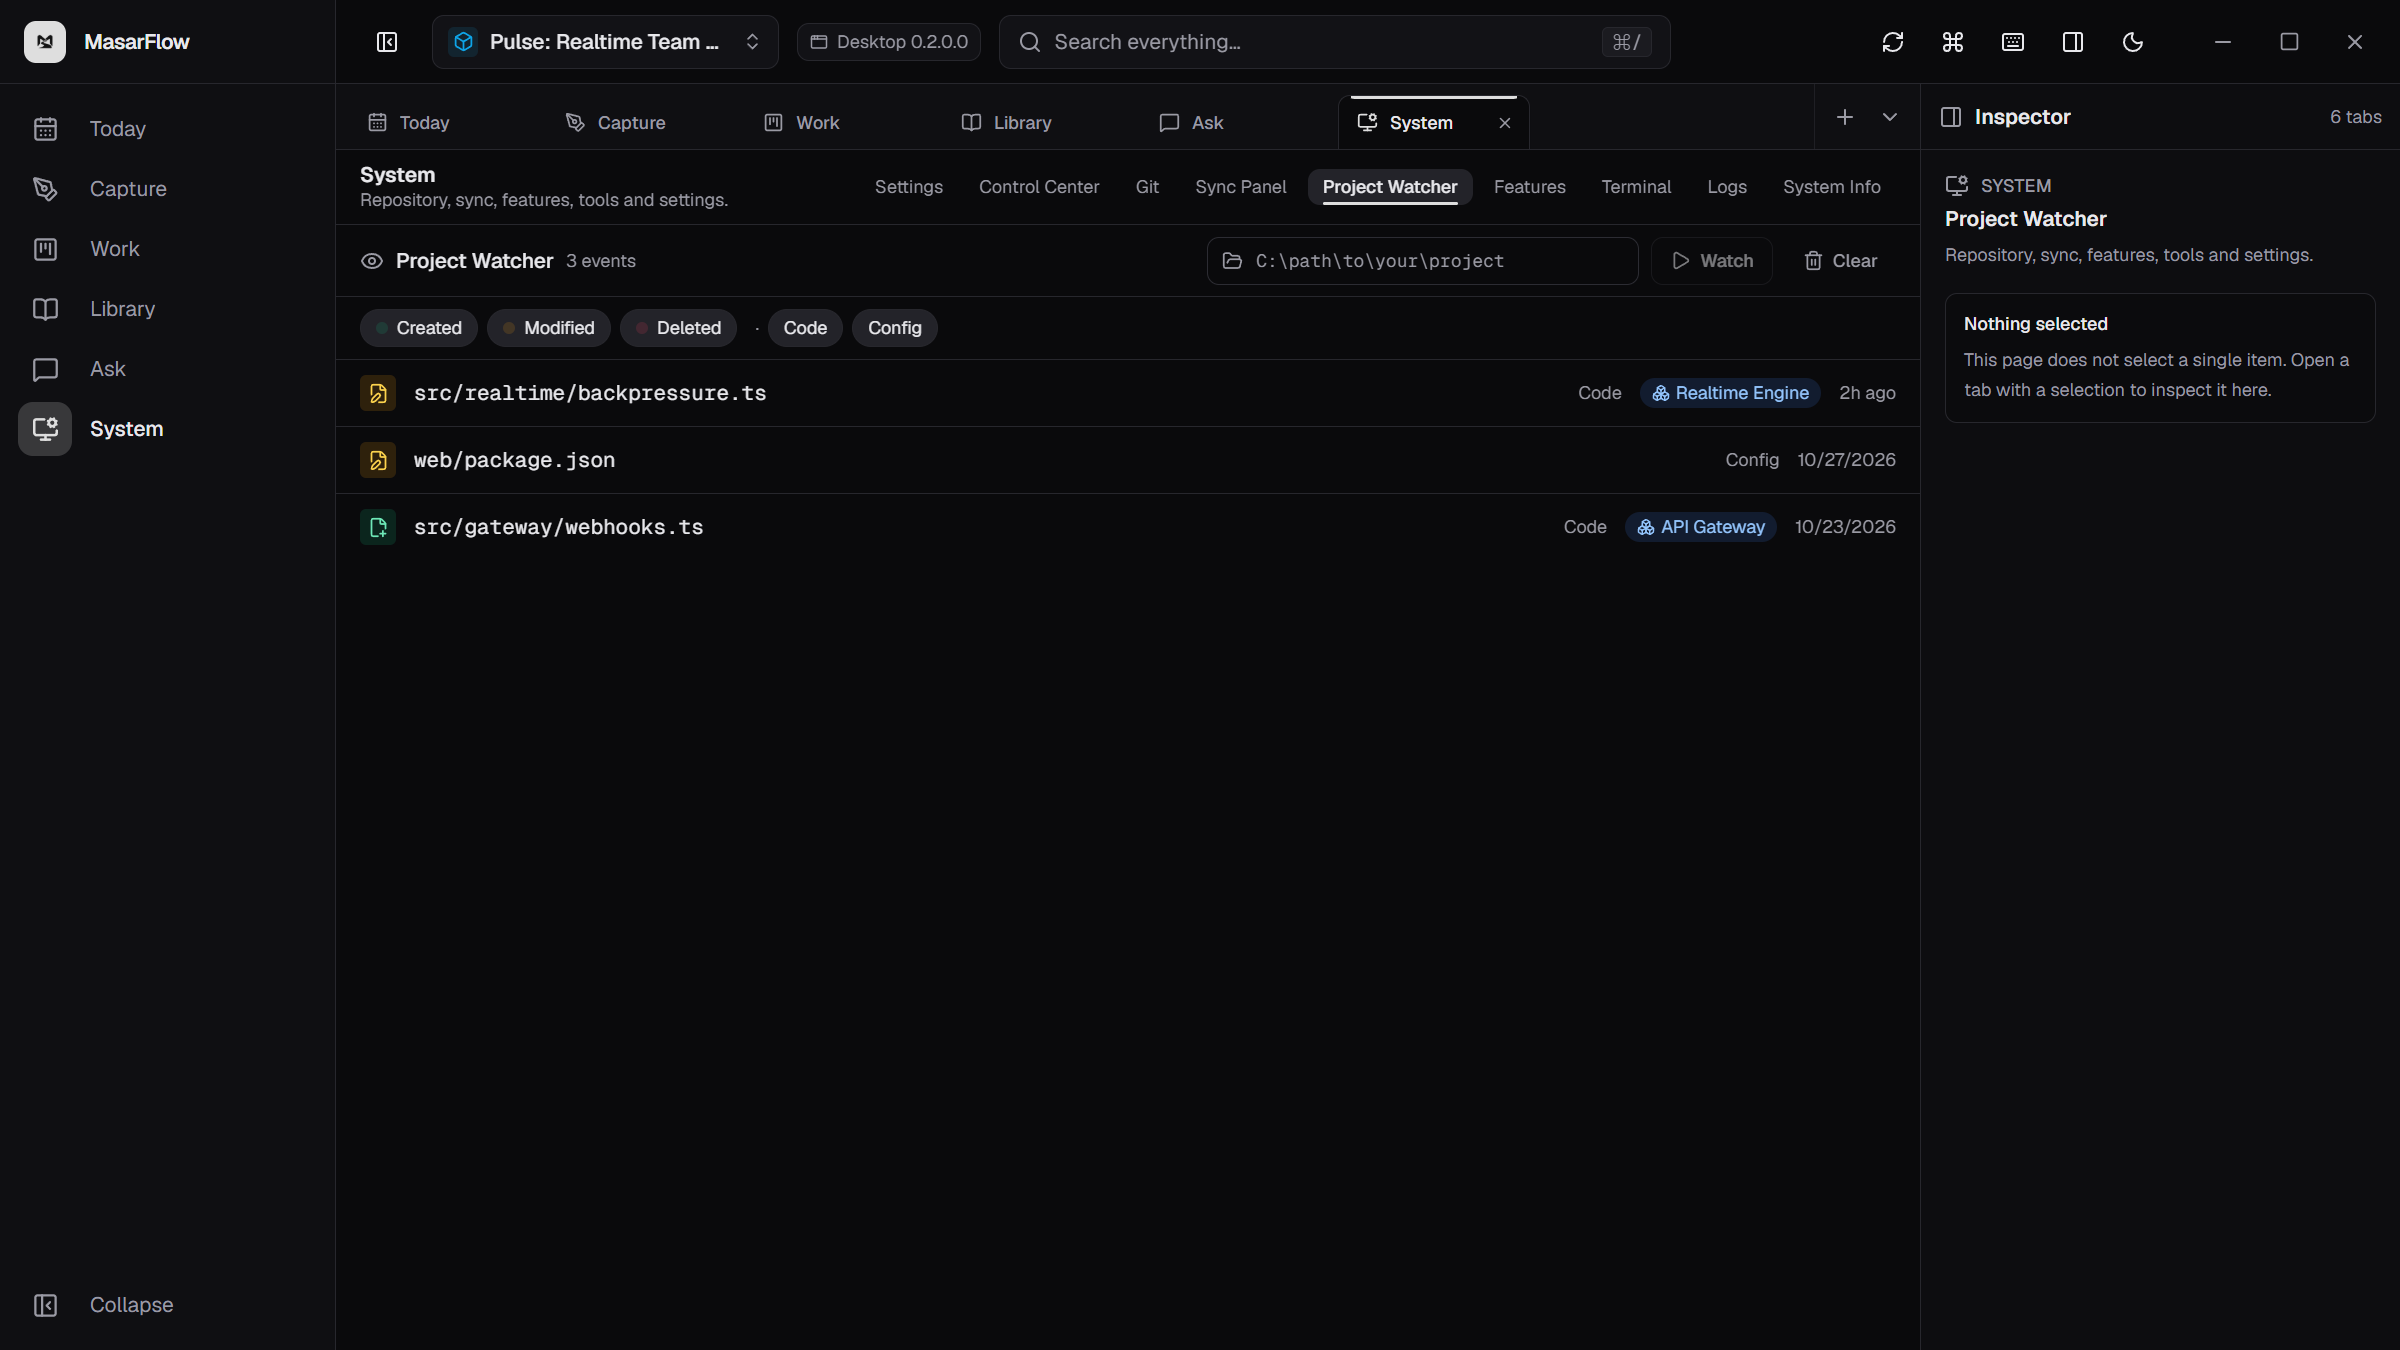 MasarFlow
Pulse: Realtime Team ...
Desktop 0.2.0.0
Search everything...
⌘/
Today
Capture
Work
Library
Ask
System
Collapse
Today
Capture
Work
Library
Ask
System
System
Repository, sync, features, tools and settings.
Settings
Control Center
Git
Sync Panel
Project Watcher
Features
Terminal
Logs
System Info
Project Watcher 3 events
C:\path\to\your\project
Watch
Clear
Created
Modified
Deleted
·
Code
Config
src/realtime/backpressure.ts Code Realtime Engine 2h ago
web/package.json Config 10/27/2026
src/gateway/webhooks.ts Code API Gateway 10/23/2026
Inspector
6 tabs
SYSTEM
Project Watcher
Repository, sync, features, tools and settings.
Nothing selected
This page does not select a single item. Open a
tab with a selection to inspect it here.